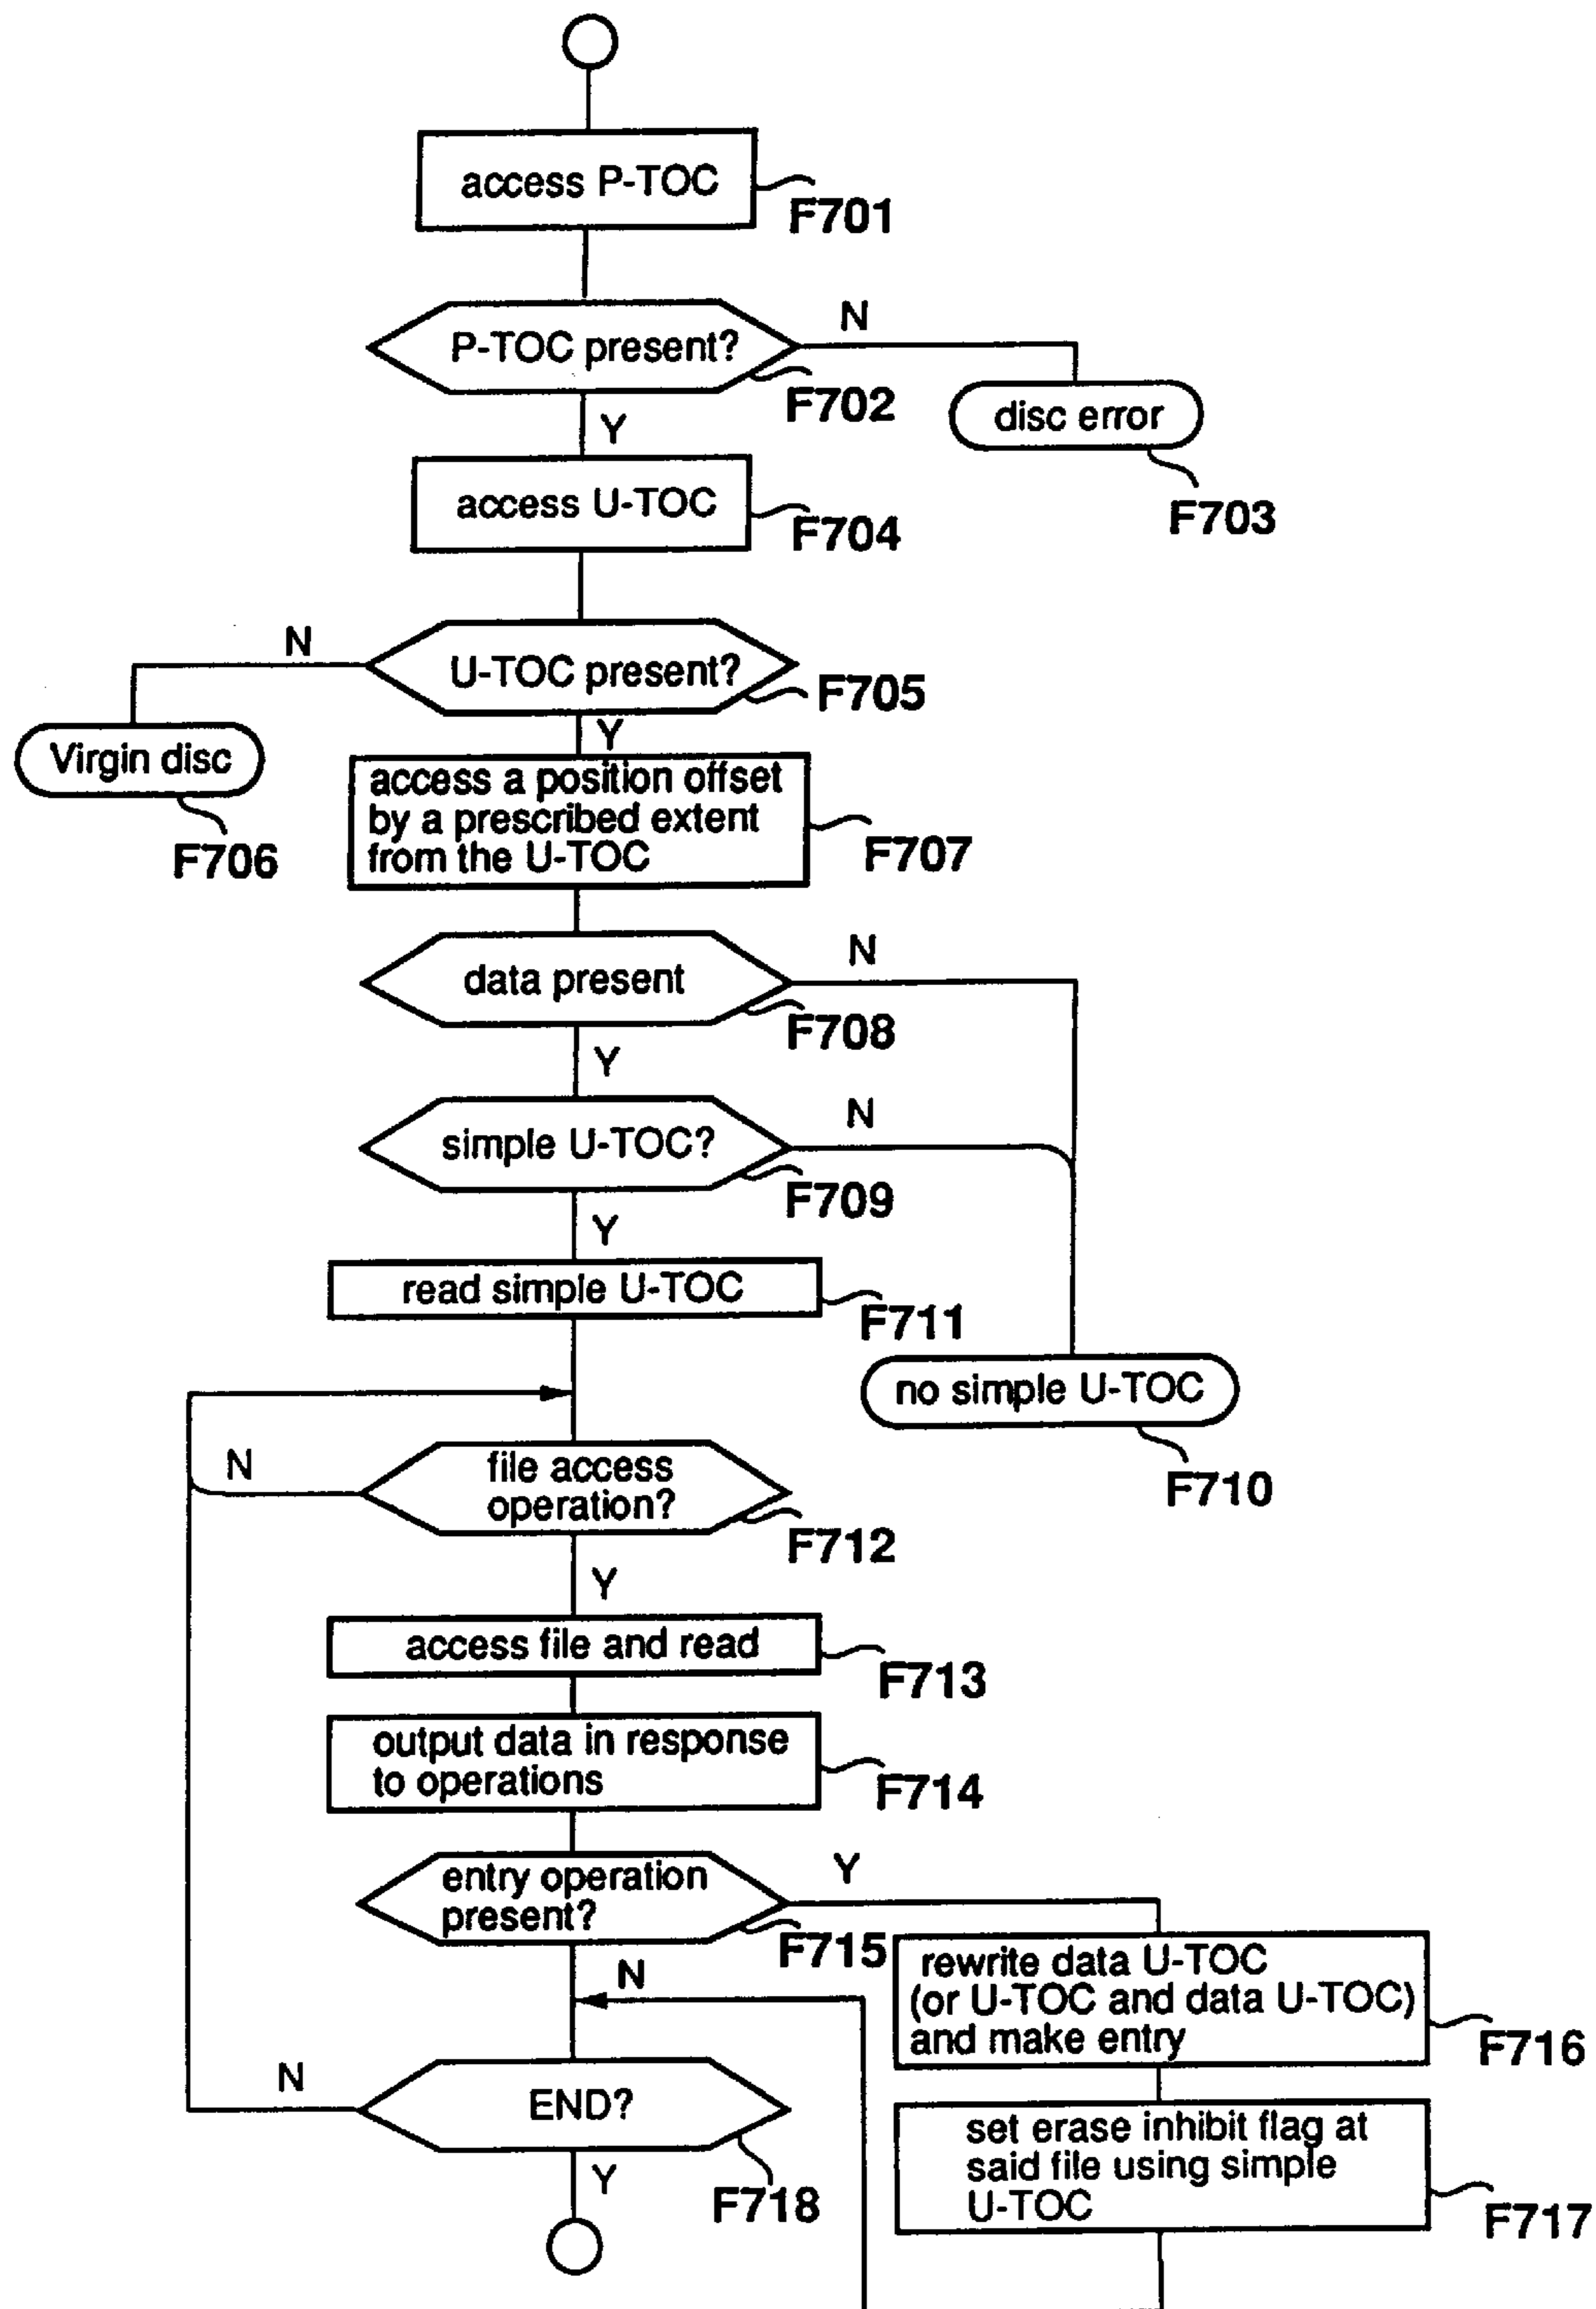 access P-TOC
F701
P-TOC present?
N
F702
disc error
F703
Y
access U-TOC
F704
N
U-TOC present?
F705
Virgin disc
F706
Y
access a position offset
by a prescribed extent
from the U-TOC
F707
data present
N
F708
Y
simple U-TOC?
N
F709
Y
read simple U-TOC
F711
no simple U-TOC
F710
N
file access
operation?
F712
Y
access file and read
F713
output data in response
to operations
F714
entry operation
present?
Y
F715
N
rewrite data U-TOC
(or U-TOC and data U-TOC)
and make entry
F716
set erase inhibit flag at
said file using simple
U-TOC
F717
N
END?
F718
Y